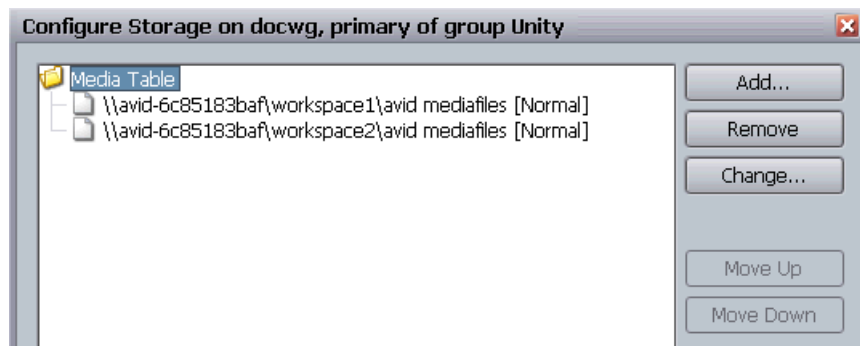 Configure Storage on docwg, primary of group Unity
Media Table
\\avid-6c85183baf\workspace1\avid mediafiles [Normal]
\\avid-6c85183baf\workspace2\avid mediafiles [Normal]
Add...
Remove
Change...
Move Up
Move Down